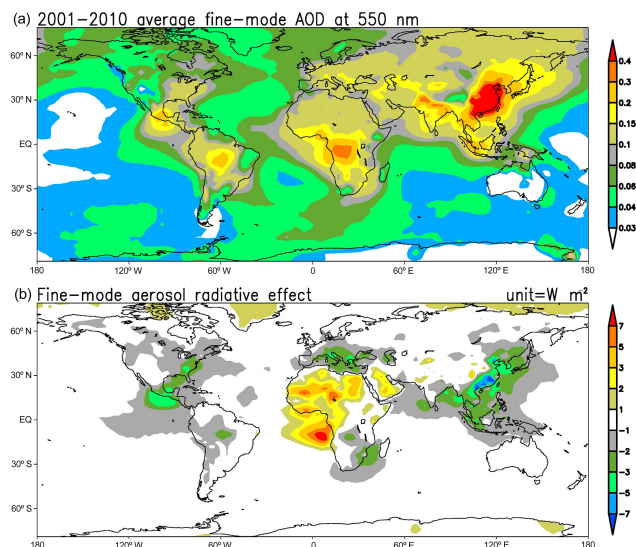 (a) 2001-2010 average fine-mode AOD at 550 nm
60° N
30° N
EQ
30° S
60° S
180 120° W 60° W 0 60° E 120° E 180
0.4
0.3
0.2
0.15
0.1
0.08
0.06
0.04
0.03
(b) Fine-mode aerosol radiative effect unit=W m²
60° N
30° N
EQ
30° S
60° S
180 120° W 60° W 0 60° E 120° E 180
7
5
3
2
1
-1
-2
-3
-5
-7